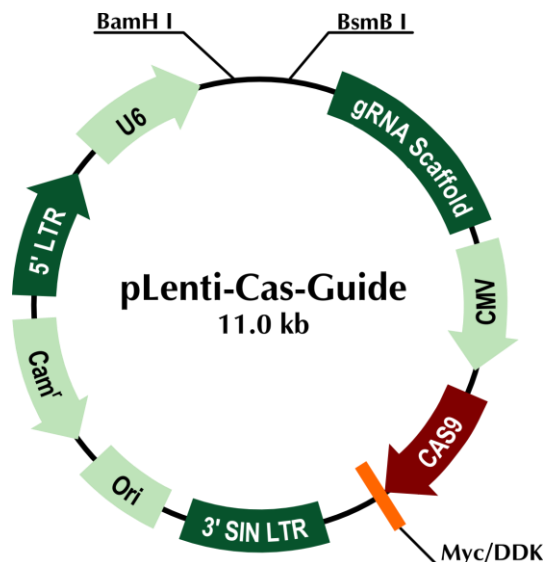 BamH I
BsmB I
U6
gRNA Scaffold
5' LTR
pLenti-Cas-Guide
11.0 kb
CMV
Camʳ
CAS9
Ori
3' SIN LTR
Myc/DDK